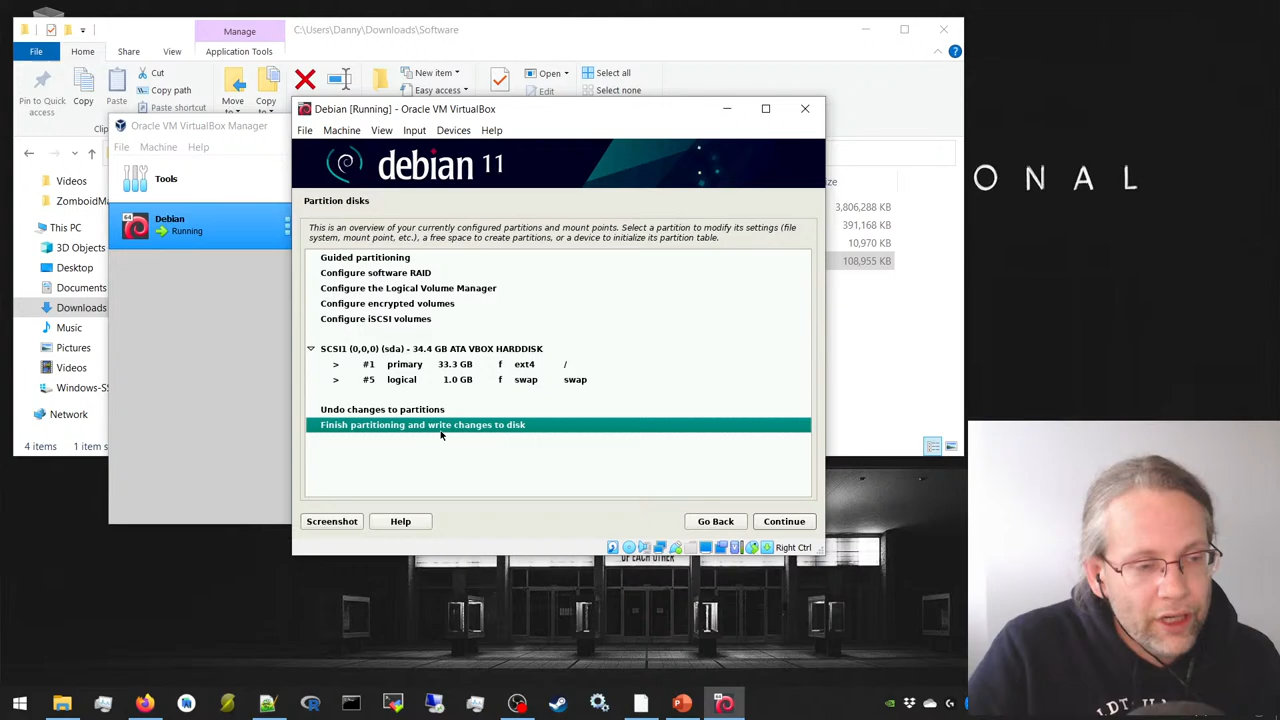 Manage
C:\Users\Danny\Downloads\Software
File
Home
Share
View
Application Tools
Pin to Quick
access
Copy
Paste
Cut
Copy path
Paste shortcut
Move
to
Copy
to
New item
Easy access
Open
Edit
Select all
Select none
Oracle VM VirtualBox Manager
File
Machine
Help
Tools
Debian
Running
Debian [Running] - Oracle VM VirtualBox
File
Machine
View
Input
Devices
Help
debian 11
Partition disks
This is an overview of your currently configured partitions and mount points. Select a partition to modify its settings (file
system, mount point, etc.), a free space to create partitions, or a device to initialize its partition table.
Guided partitioning
Configure software RAID
Configure the Logical Volume Manager
Configure encrypted volumes
Configure iSCSI volumes
SCSI1 (0,0,0) (sda) - 34.4 GB ATA VBOX HARDDISK
> #1 primary 33.3 GB f ext4 /
> #5 logical 1.0 GB f swap swap
Undo changes to partitions
Finish partitioning and write changes to disk
Screenshot
Help
Go Back
Continue
Right Ctrl
Videos
This PC
3D Objects
Desktop
Documents
Downloads
Music
Pictures
Videos
Network
4 items
3,806,288 KB
391,168 KB
10,970 KB
108,955 KB
O N A L
OF EACH OTHER